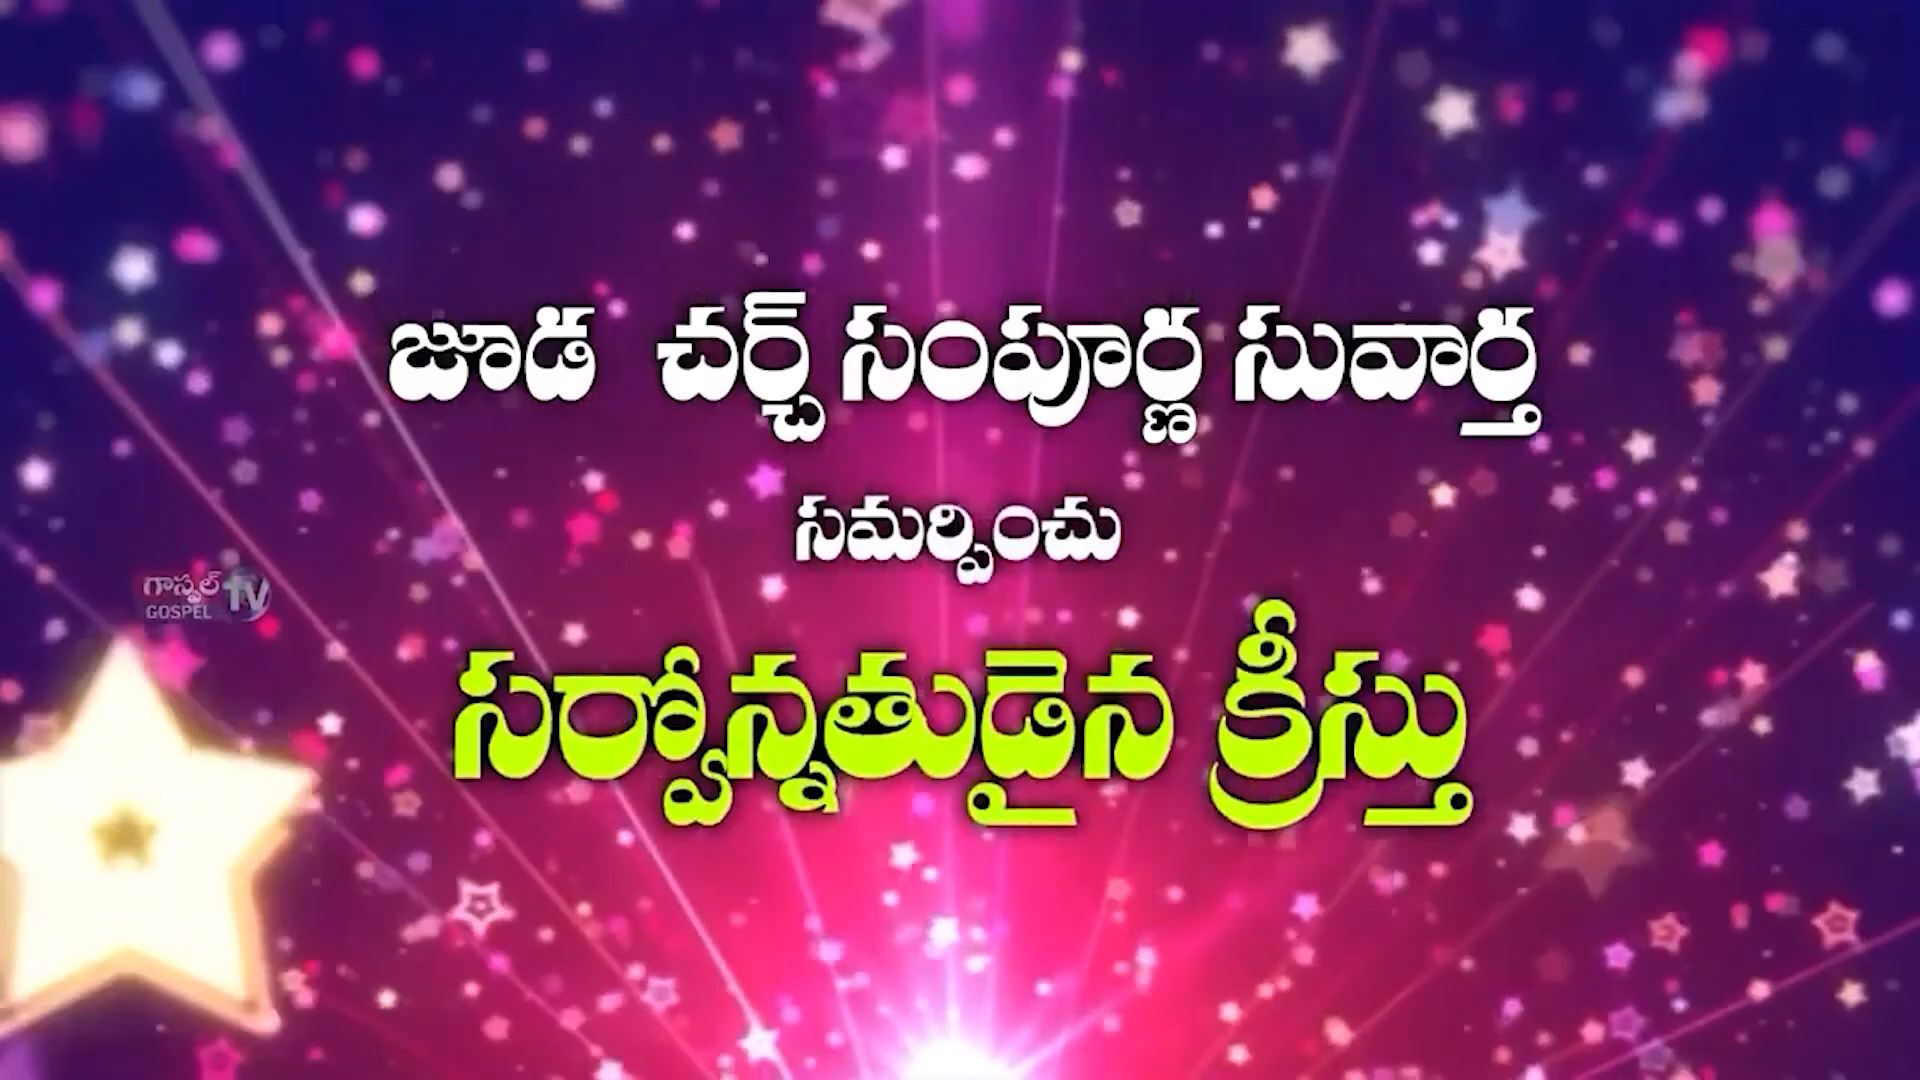 జూడ చర్చ్ సంపూర్ణ సువార్త
సమర్పించు
గాస్పల్ TV
GOSPEL
సర్వోన్నతుడైన క్రీస్తు